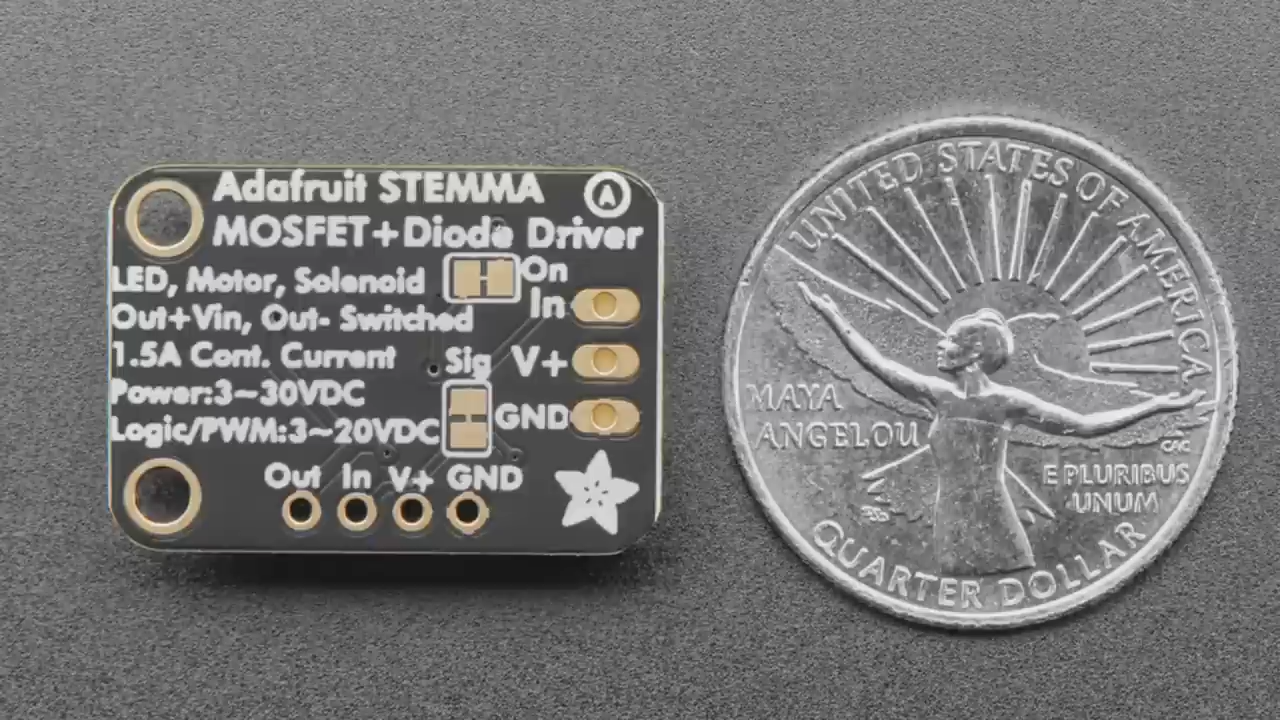 Adafruit STEMMA
A
MOSFET+Diode Driver
LED, Motor, Solenoid
On
Out+Vin, Out- Switched
In
1.5A Cont. Current
Sig
V+
Power:3~30VDC
GND
Logic/PWM:3~20VDC
Out In V+ GND
UNITED STATES OF AMERICA
MAYA
ANGELOU
CAC
E PLURIBUS
UNUM
QUARTER DOLLAR